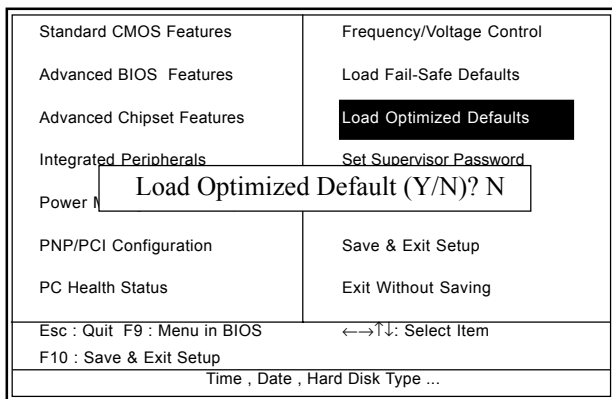 Standard CMOS Features
Frequency/Voltage Control
Advanced BIOS Features
Load Fail-Safe Defaults
Advanced Chipset Features
Load Optimized Defaults
Integrated Peripherals
Set Supervisor Password
Load Optimized Default (Y/N)? N
Power
PNP/PCI Configuration
Save & Exit Setup
PC Health Status
Exit Without Saving
Esc : Quit F9 : Menu in BIOS
←→↑↓: Select Item
F10 : Save & Exit Setup
Time , Date , Hard Disk Type ...